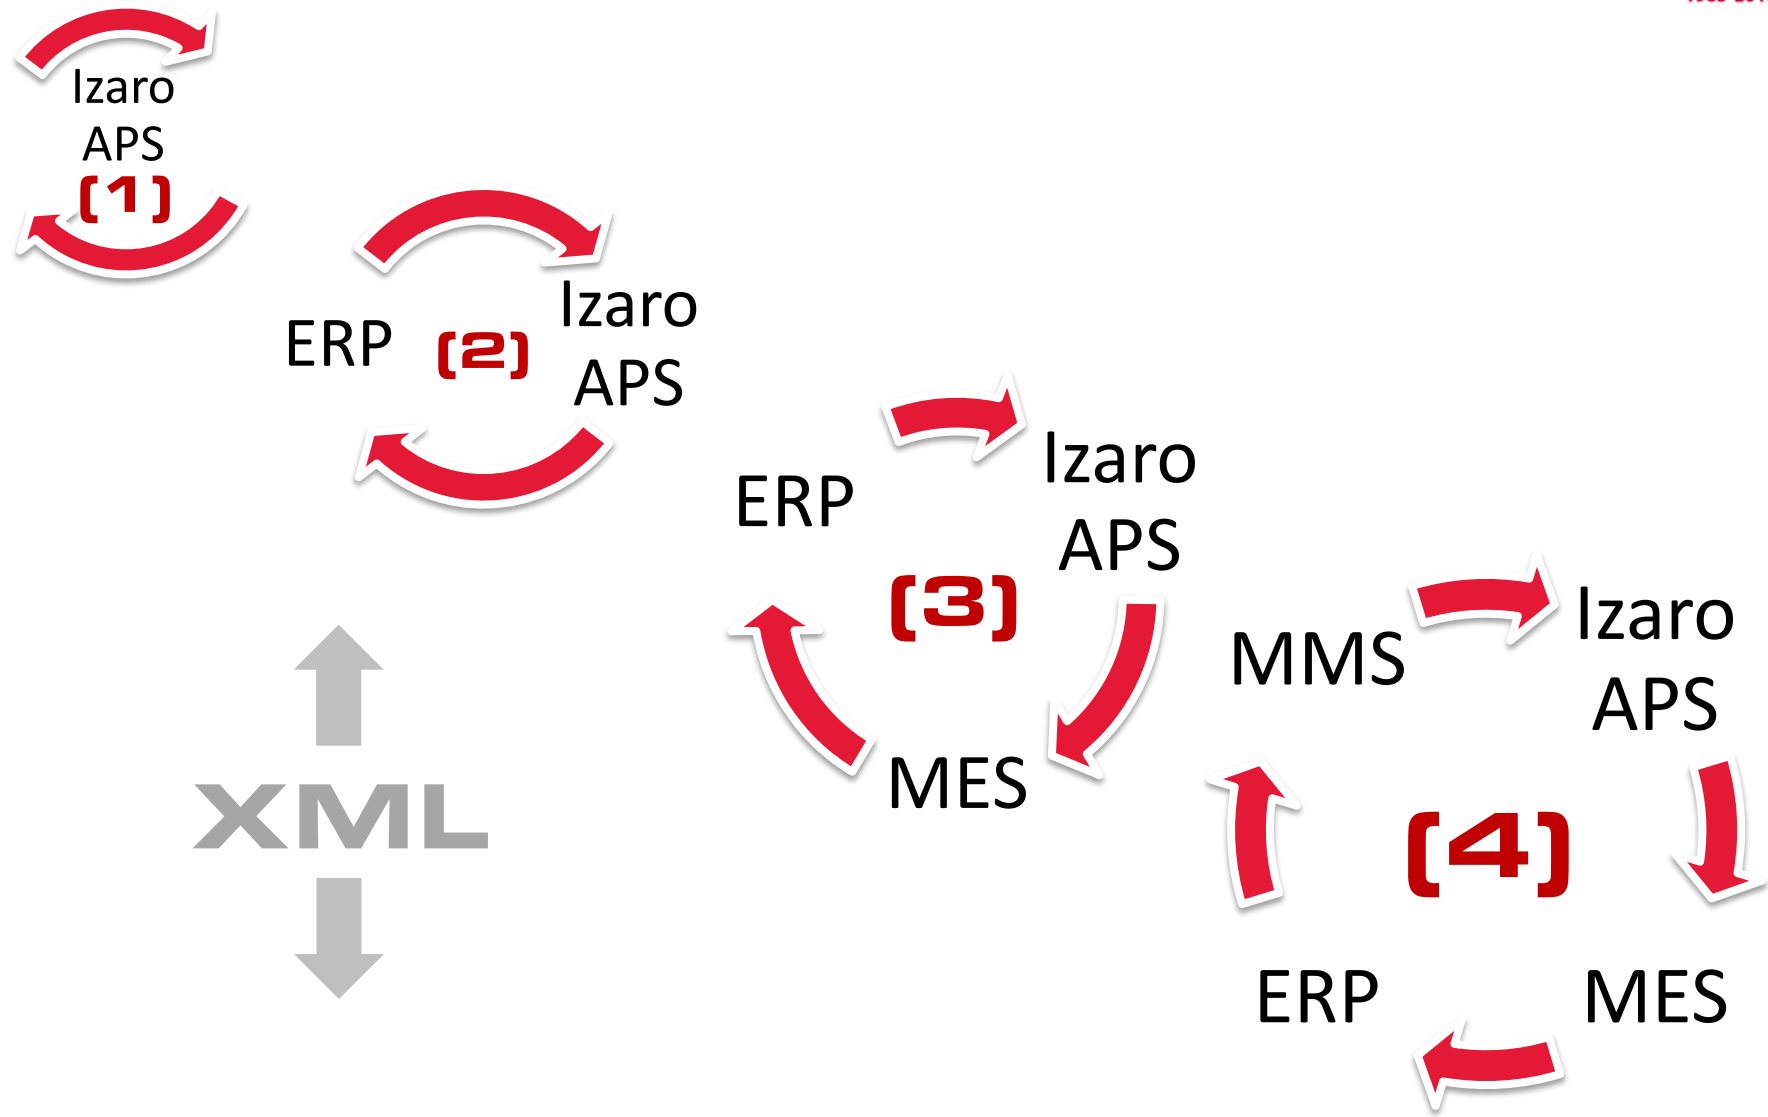 Izaro
APS
(1)
ERP
(2)
Izaro
APS
ERP
Izaro
APS
(3)
MES
MMS
Izaro
APS
(4)
ERP
MES
XML